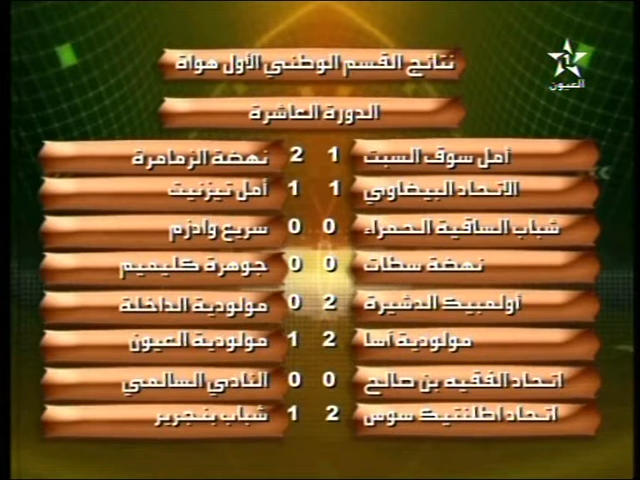 نتائج القسم الوطني الأول هواة
1
العيون
الدورة العاشرة
أمل سوق السبت 1 2 نهضة الزمامرة
الاتحاد البيضاوي 1 1 أمل تيزنيت
شباب الساقية الحمراء 0 0 سريع وادزم
نهضة سطات 0 0 جوهرة كليميم
أولمبيك الدشيرة 2 0 مولودية الداخلة
مولودية أسا 2 1 مولودية العيون
اتحاد الفقيه بن صالح 0 0 النادي السالمي
اتحاد اطلنتيك سوس 2 1 شباب بنجرير